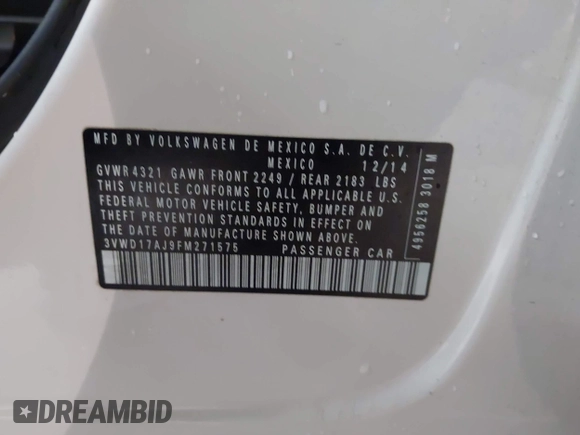 MFD BY VOLKSWAGEN DE MEXICO S.A. DE C.V.
MEXICO 12/14
GVWR 4321 GAWR FRONT 2249 / REAR 2183 LBS
THIS VEHICLE CONFORMS TO ALL APPLICABLE U.S.
FEDERAL MOTOR VEHICLE SAFETY, BUMPER AND
THEFT PREVENTION STANDARDS IN EFFECT ON
THE DATE OF MANUFACTURE SHOWN ABOVE.
3VWD17AJ9FM271575 PASSENGER CAR
4956258 3018 M
DREAMBID